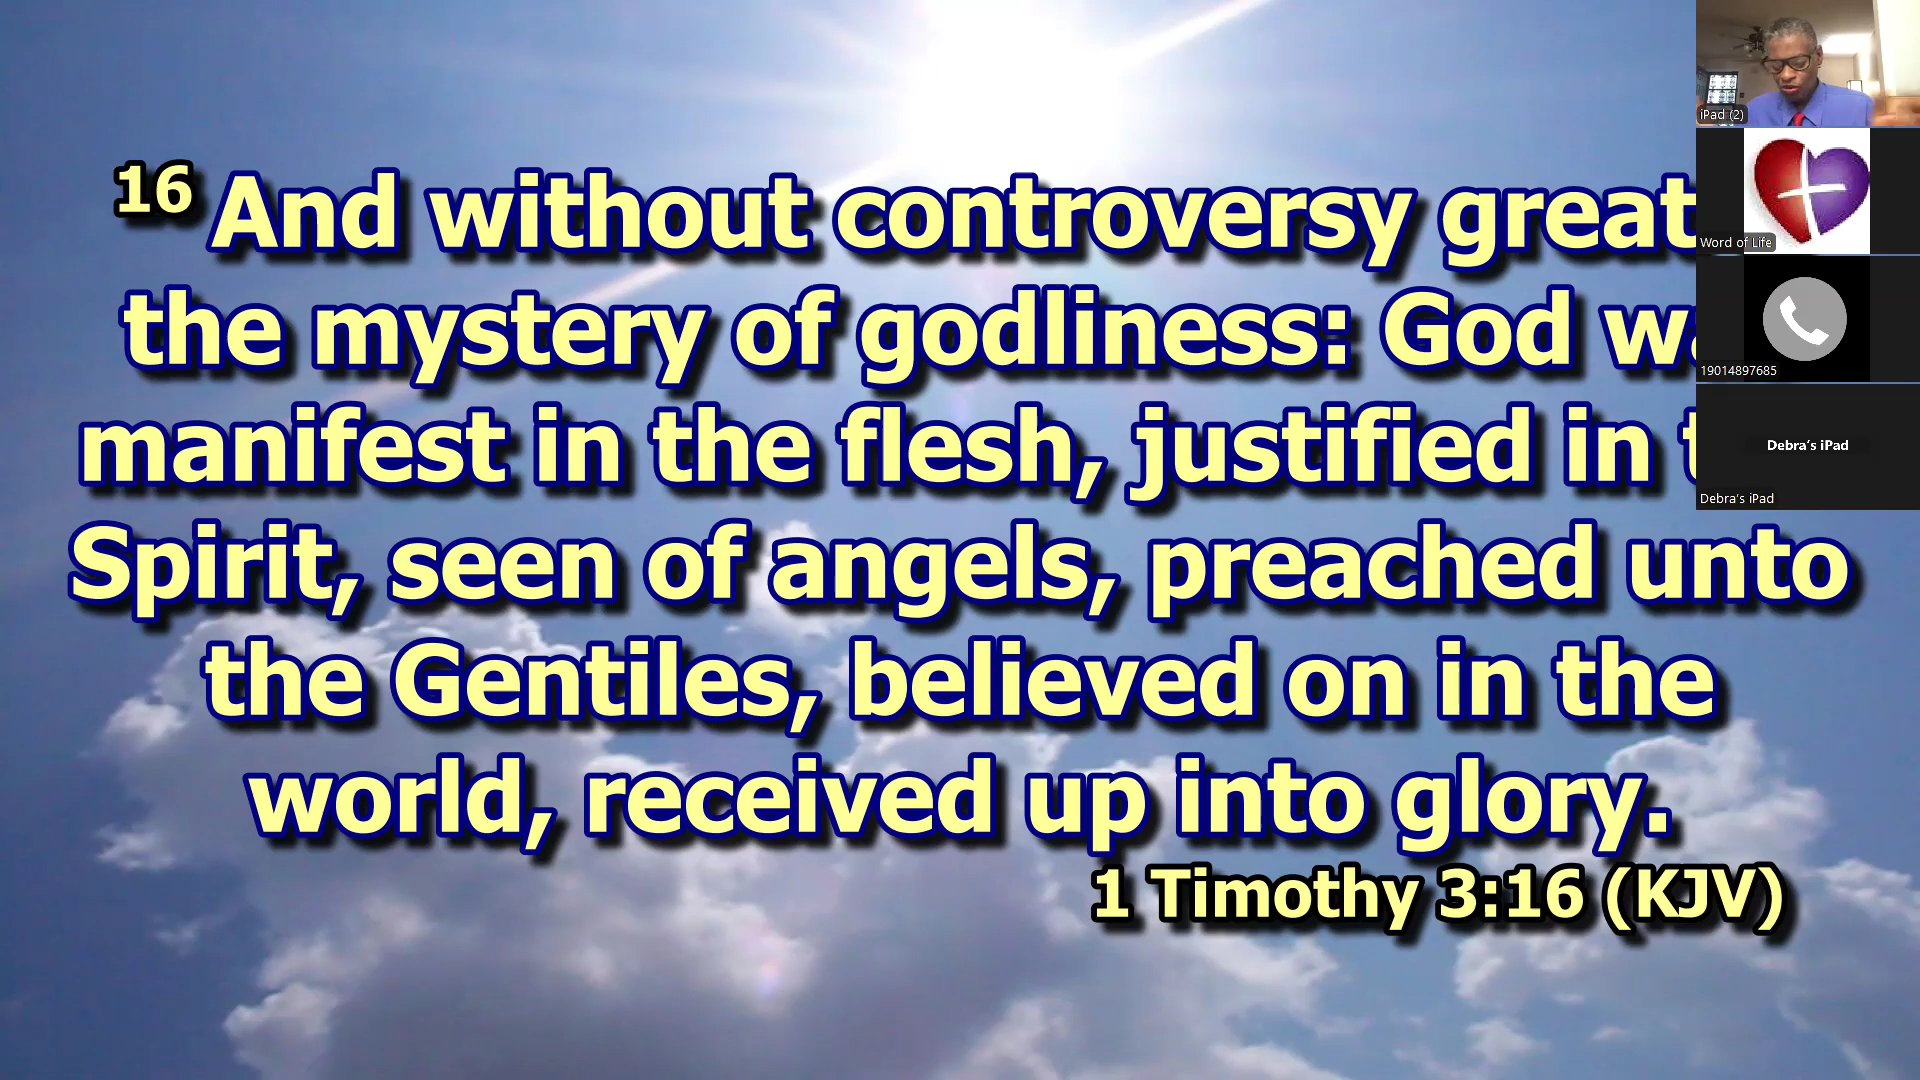 16 And without controversy great
the mystery of godliness: God
manifest in the flesh, justified in
Spirit, seen of angels, preached unto
the Gentiles, believed on in the
world, received up into glory.
1 Timothy 3:16 (KJV)
iPad (2)
Word of Life
19014897685
Debra's iPad
Debra's iPad